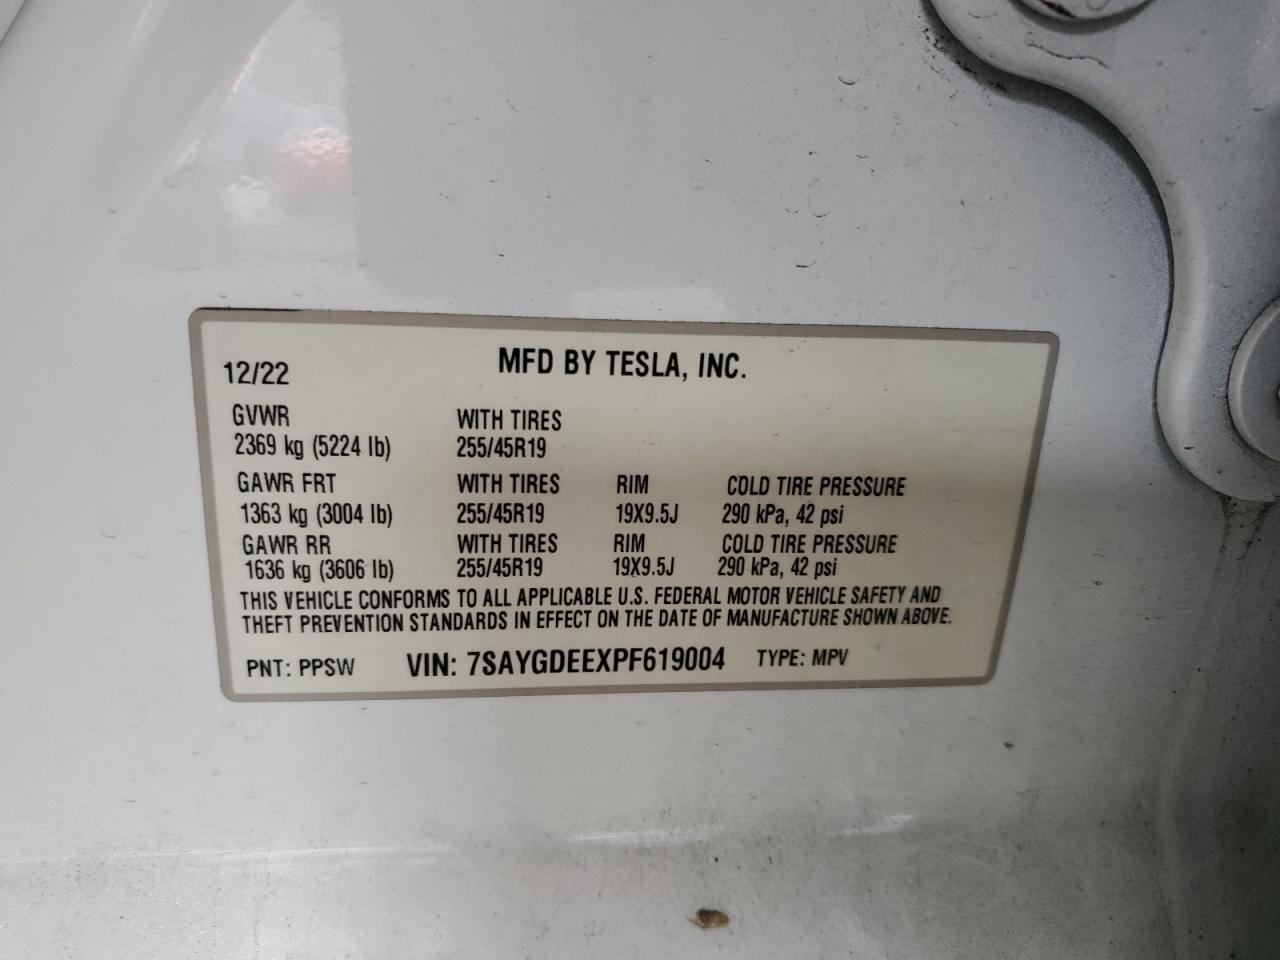 12/22 MFD BY TESLA, INC.
GVWR WITH TIRES
2369 kg (5224 lb) 255/45R19
GAWR FRT WITH TIRES RIM COLD TIRE PRESSURE
1363 kg (3004 lb) 255/45R19 19X9.5J 290 kPa, 42 psi
GAWR RR WITH TIRES RIM COLD TIRE PRESSURE
1636 kg (3606 lb) 255/45R19 19X9.5J 290 kPa, 42 psi
THIS VEHICLE CONFORMS TO ALL APPLICABLE U.S. FEDERAL MOTOR VEHICLE SAFETY AND
THEFT PREVENTION STANDARDS IN EFFECT ON THE DATE OF MANUFACTURE SHOWN ABOVE.
PNT: PPSW VIN: 7SAYGDEEXPF619004 TYPE: MPV